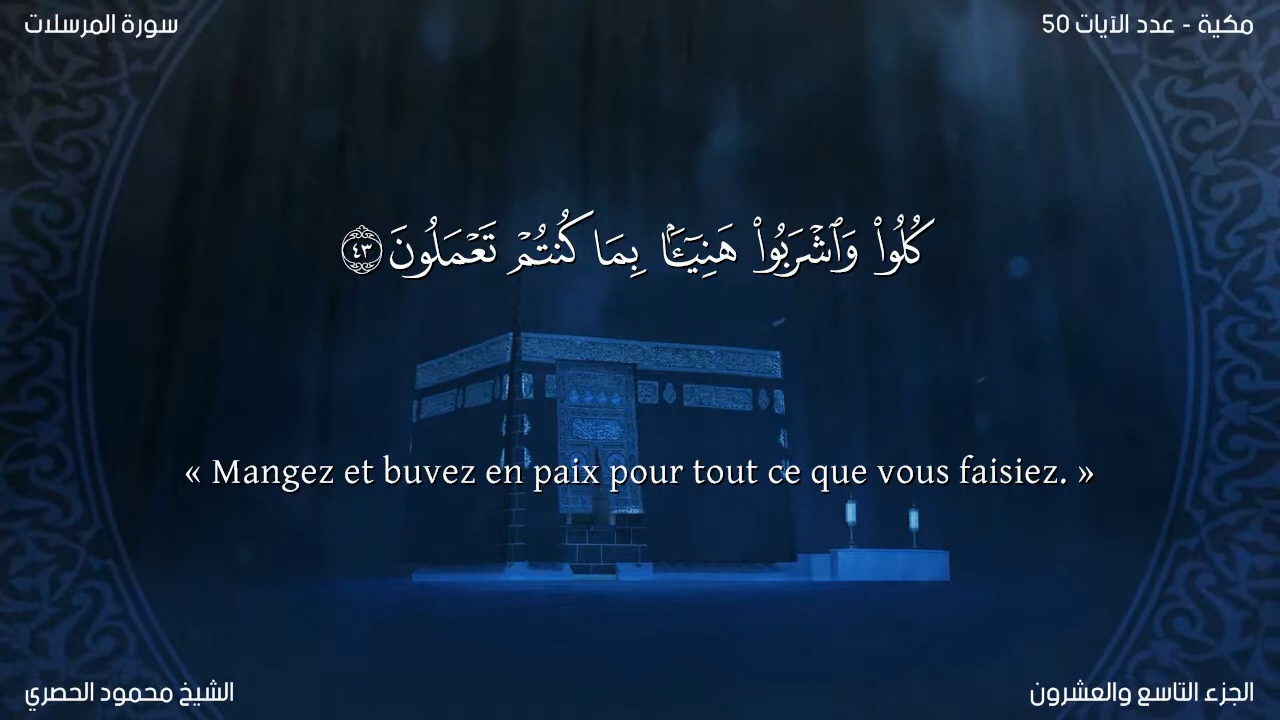 سورة المرسلات
مكية - عدد الآيات 50
كُلُوا۟ وَٱشْرَبُوا۟ هَنِيٓـَٔۢا بِمَا كُنتُمْ تَعْمَلُونَ ٤٣
« Mangez et buvez en paix pour tout ce que vous faisiez. »
الشيخ محمود الحصري
الجزء التاسع والعشرون